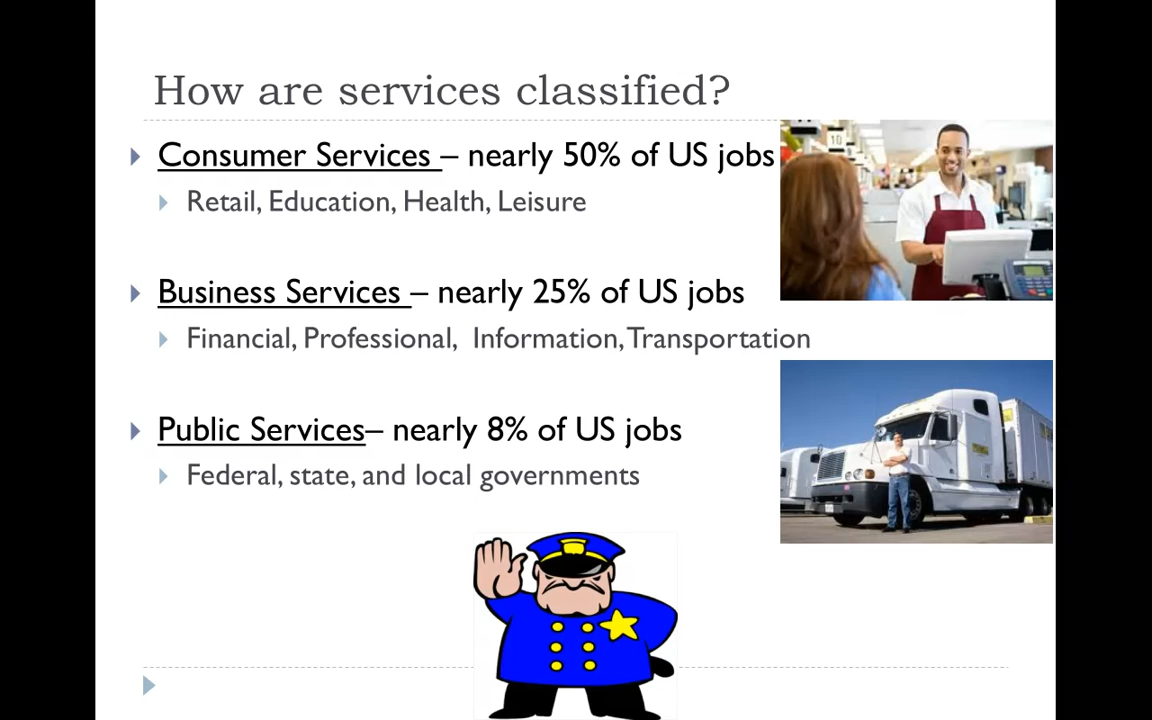 How are services classified?
Consumer Services – nearly 50% of US jobs
Retail, Education, Health, Leisure
Business Services – nearly 25% of US jobs
Financial, Professional, Information, Transportation
Public Services– nearly 8% of US jobs
Federal, state, and local governments
10